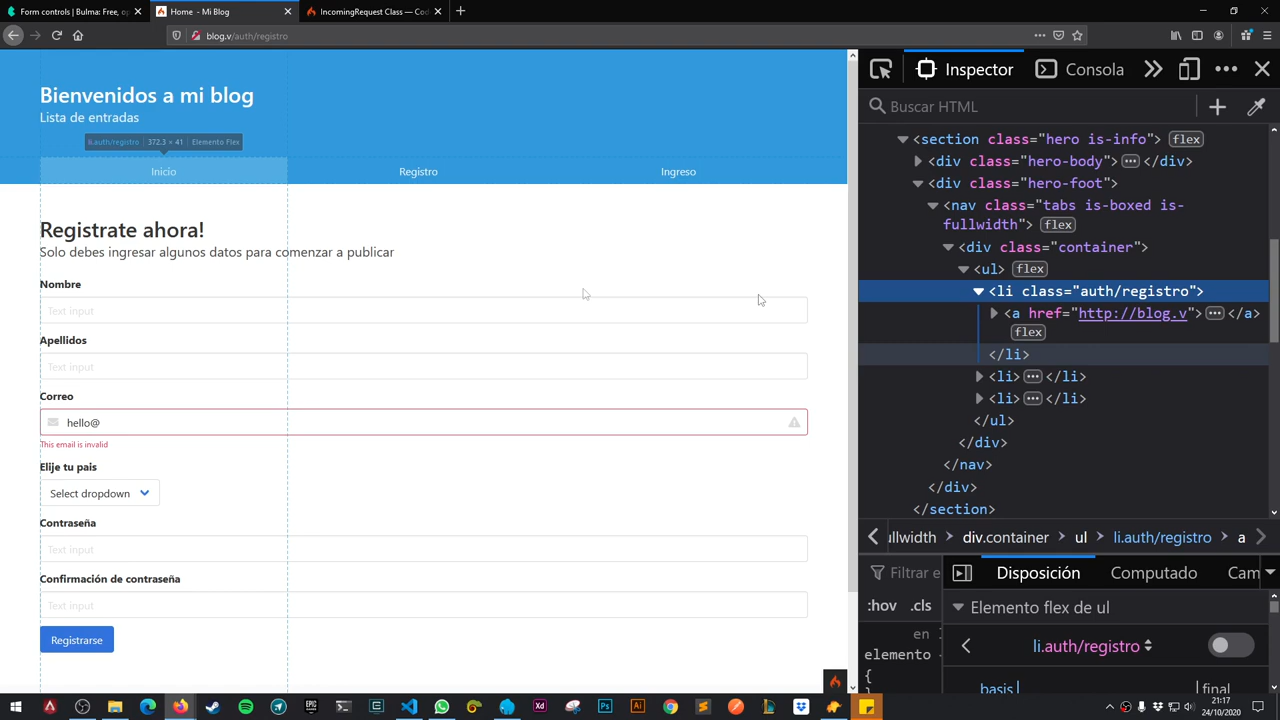 Form controls | Bulma: Free, op
Home - Mi Blog
IncomingRequest Class — Cod
blog.v/auth/registro
Bienvenidos a mi blog
Lista de entradas
li.auth/registro 372.3 × 41 Elemento Flex
Inicio Registro Ingreso
Registrate ahora!
Solo debes ingresar algunos datos para comenzar a publicar
Nombre
Text input
Apellidos
Text input
Correo
hello@
This email is invalid
Elije tu pais
Select dropdown
Contraseña
Text input
Confirmación de contraseña
Text input
Registrarse
Inspector Consola
Buscar HTML
<section class="hero is-info"> flex
<div class="hero-body"> ••• </div>
<div class="hero-foot">
<nav class="tabs is-boxed is-
fullwidth"> flex
<div class="container">
<ul> flex
<li class="auth/registro">
<a href="http://blog.v"> ••• </a>
flex
</li>
<li> ••• </li>
<li> ••• </li>
</ul>
</div>
</nav>
</div>
</section>
ullwidth > div.container > ul > li.auth/registro > a
Filtrar e
Disposición Computado Cam
:hov .cls
Elemento flex de ul
elemento
{
li.auth/registro
basis final
21:17
24/10/2020